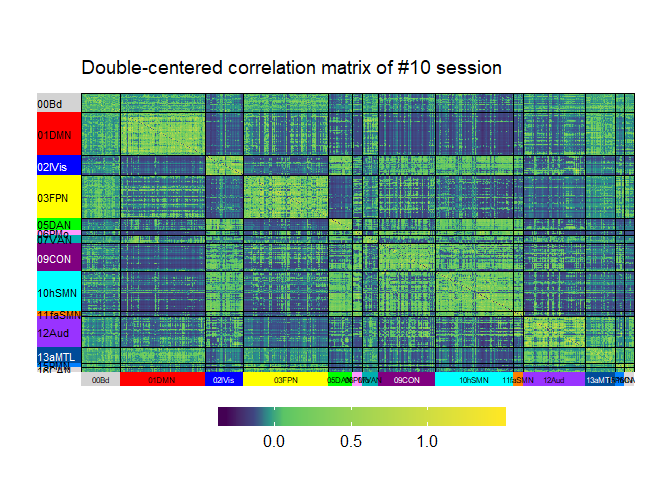 Double-centered correlation matrix of #10 session
00Bd
01DMN
02lVis
03FPN
05DAN
07VAN
09CON
10hSMN
11faSMN
12Aud
13aMTL
00Bd 01DMN 02lVis 03FPN 05DAN 09CON 10hSMN 11faSMN 12Aud 13aMTL
0.0 0.5 1.0